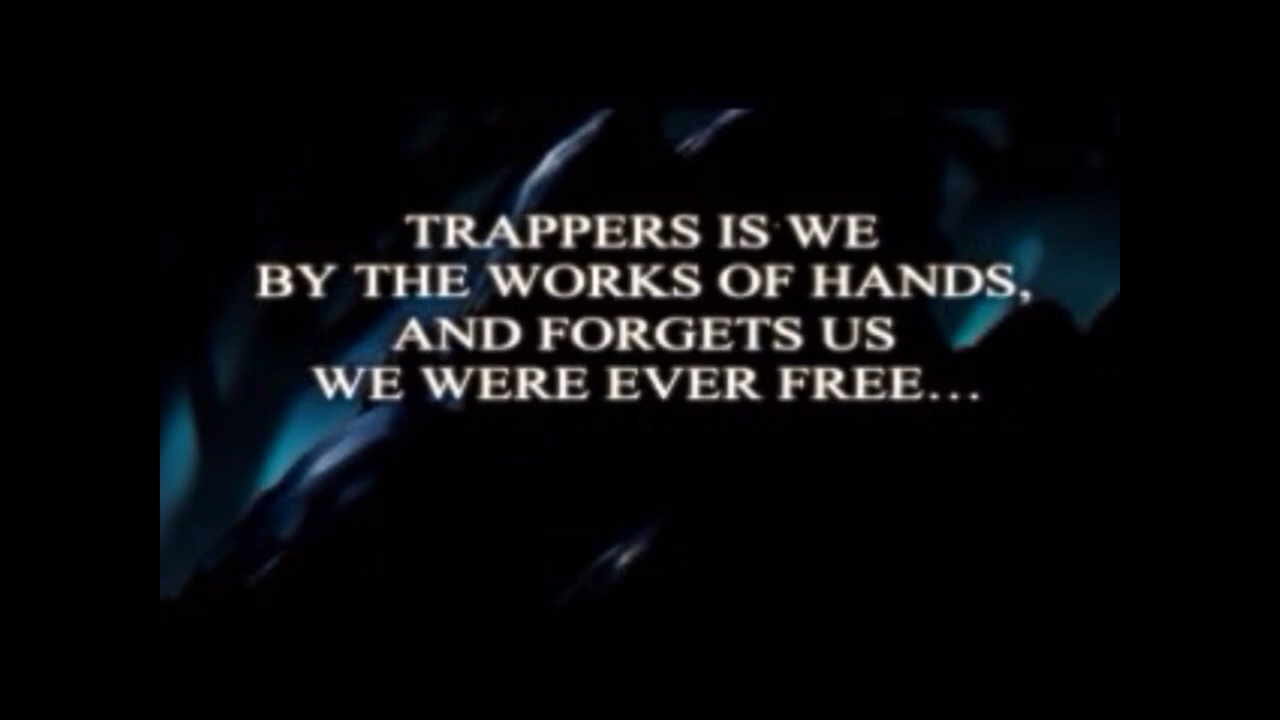 TRAPPERS IS WE
BY THE WORKS OF HANDS,
AND FORGETS US
WE WERE EVER FREE...